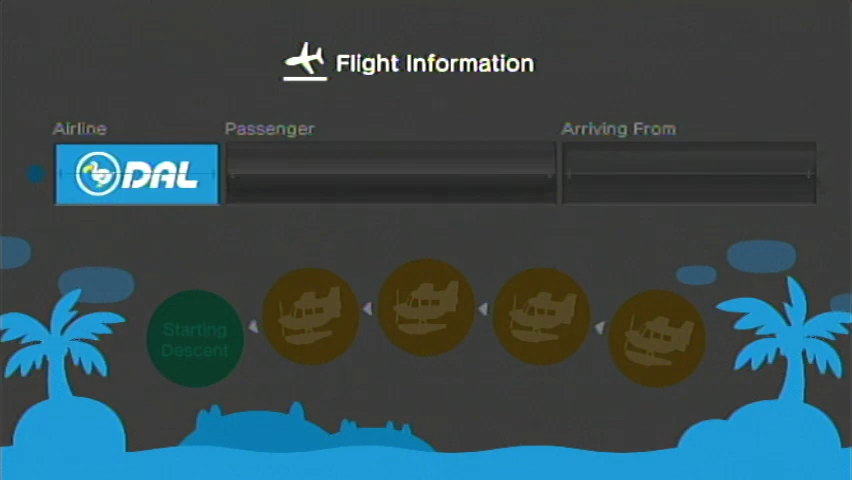 Flight Information
Airline
Passenger
Arriving From
DAL
Starting
Descent